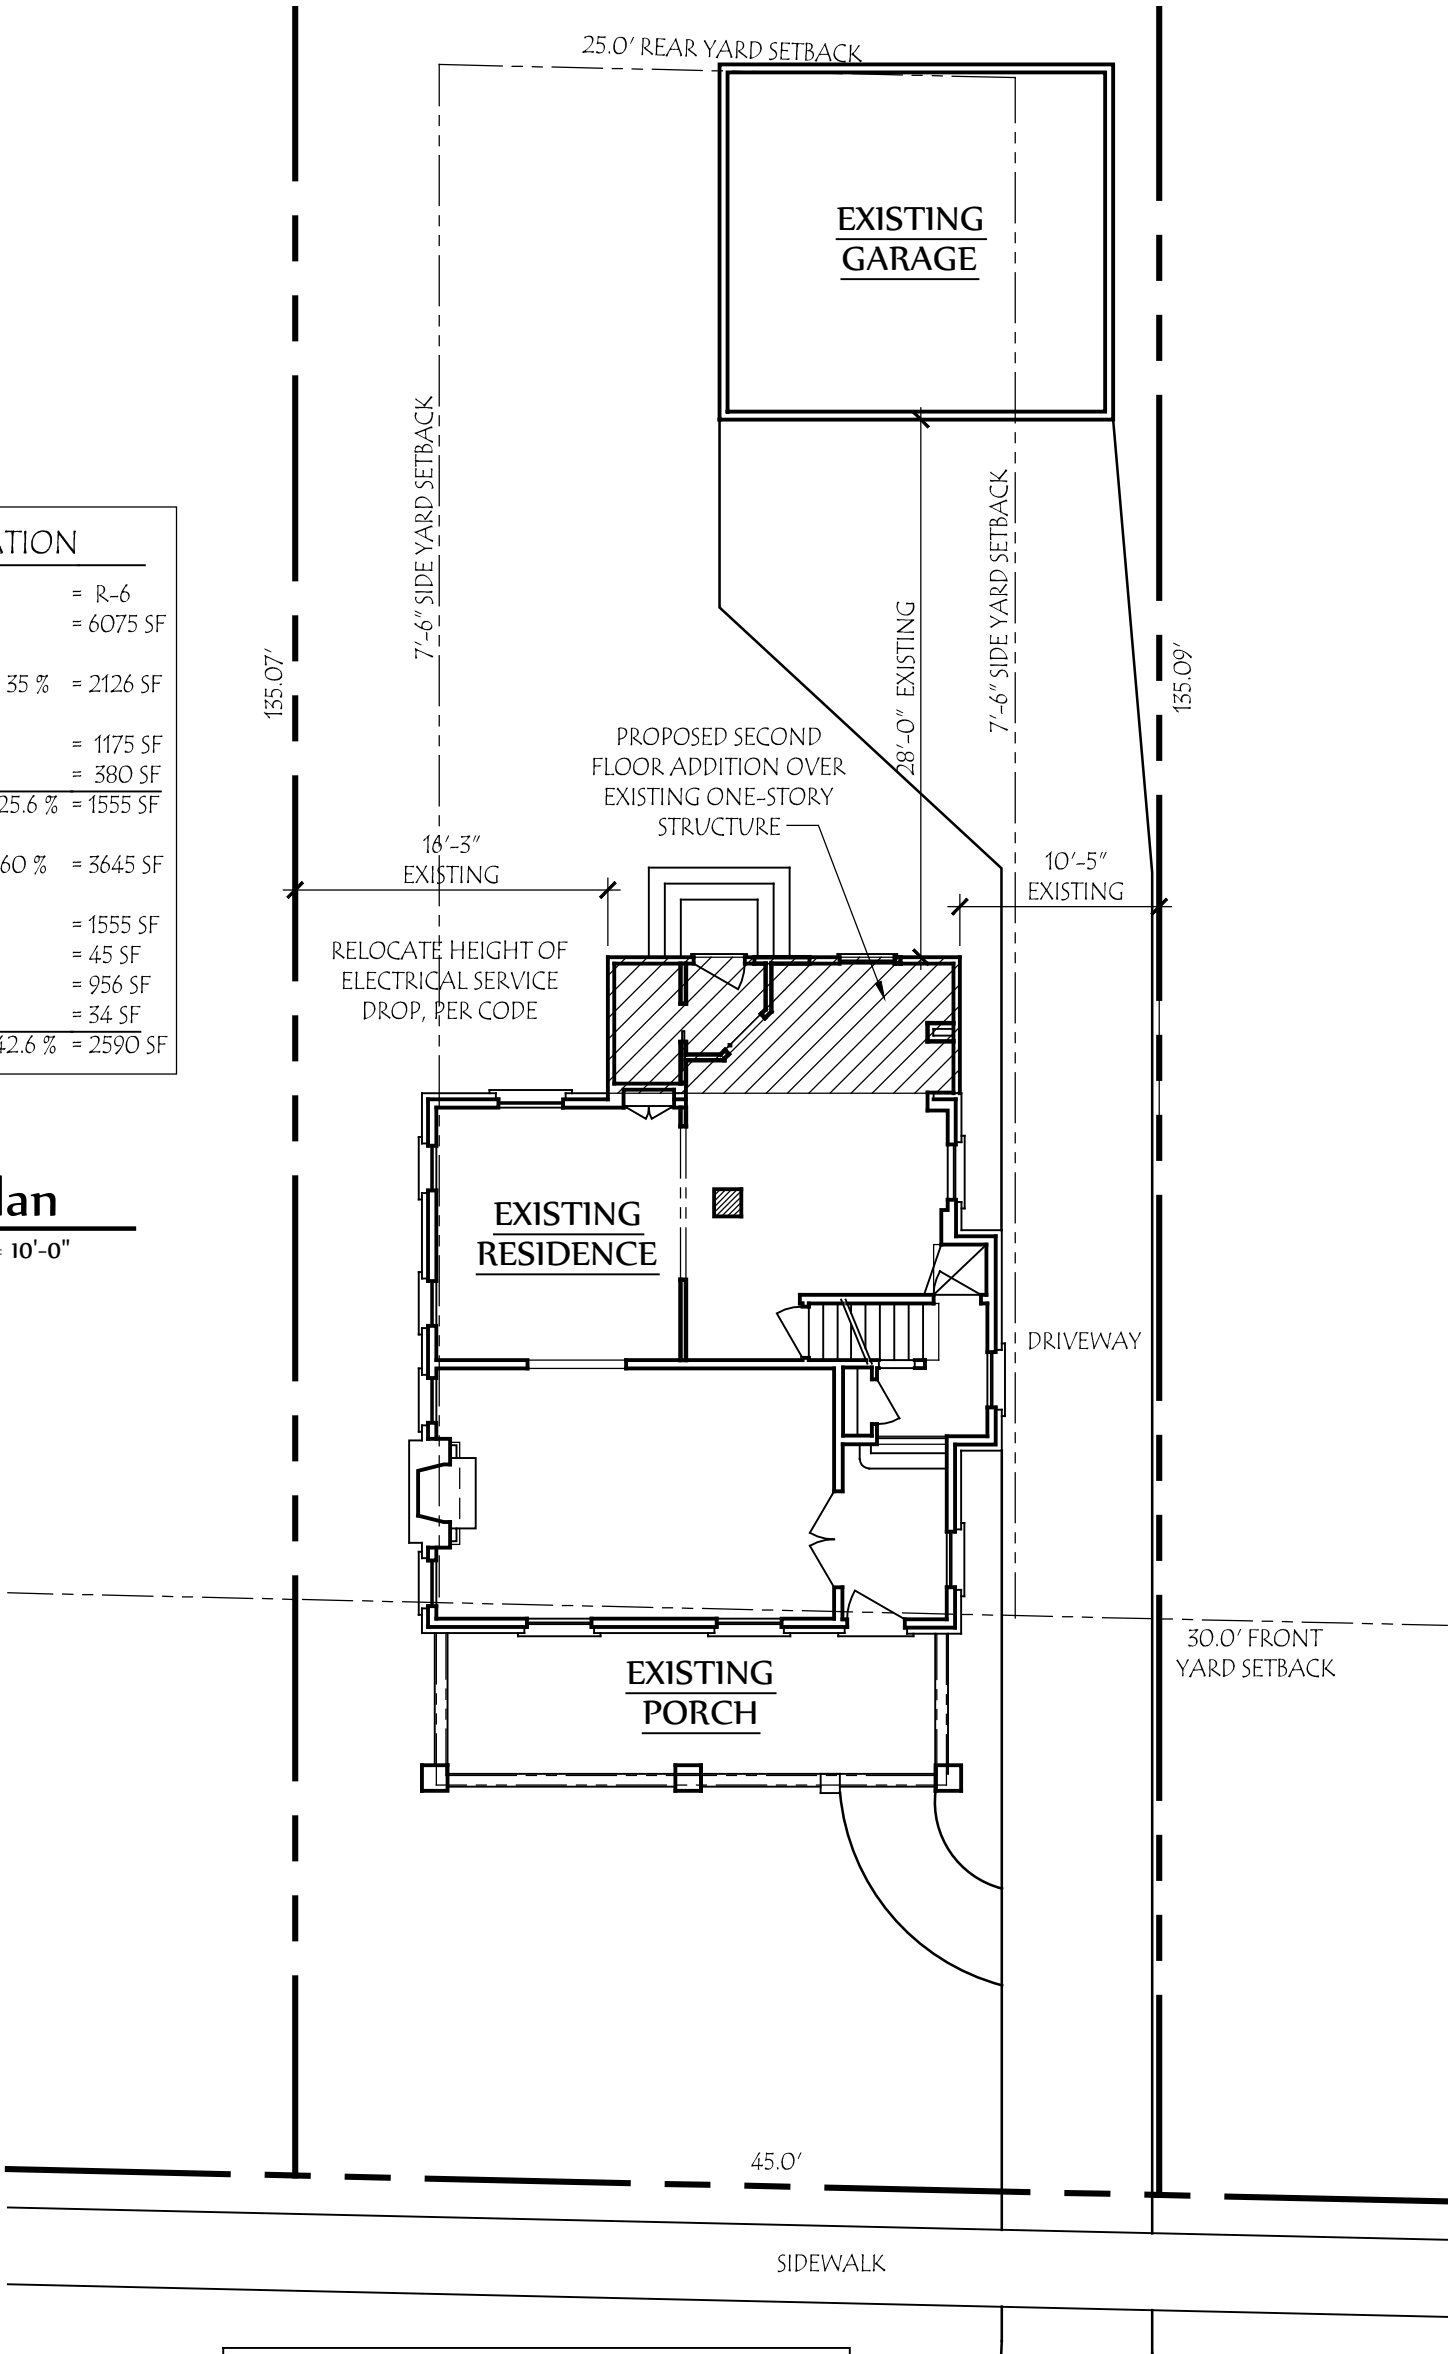 25.0' REAR YARD SETBACK
EXISTING
GARAGE
7'-6" SIDE YARD SETBACK
7'-6" SIDE YARD SETBACK
28'-0" EXISTING
135.07'
135.09'
= R-6
= 6075 SF
35 % = 2126 SF
= 1175 SF
= 380 SF
25.6 % = 1555 SF
60 % = 3645 SF
= 1555 SF
= 45 SF
= 956 SF
= 34 SF
42.6 % = 2590 SF
= 10'-0"
PROPOSED SECOND
FLOOR ADDITION OVER
EXISTING ONE-STORY
STRUCTURE
16'-3"
EXISTING
10'-5"
EXISTING
RELOCATE HEIGHT OF
ELECTRICAL SERVICE
DROP, PER CODE
EXISTING
RESIDENCE
DRIVEWAY
30.0' FRONT
YARD SETBACK
EXISTING
PORCH
45.0'
SIDEWALK